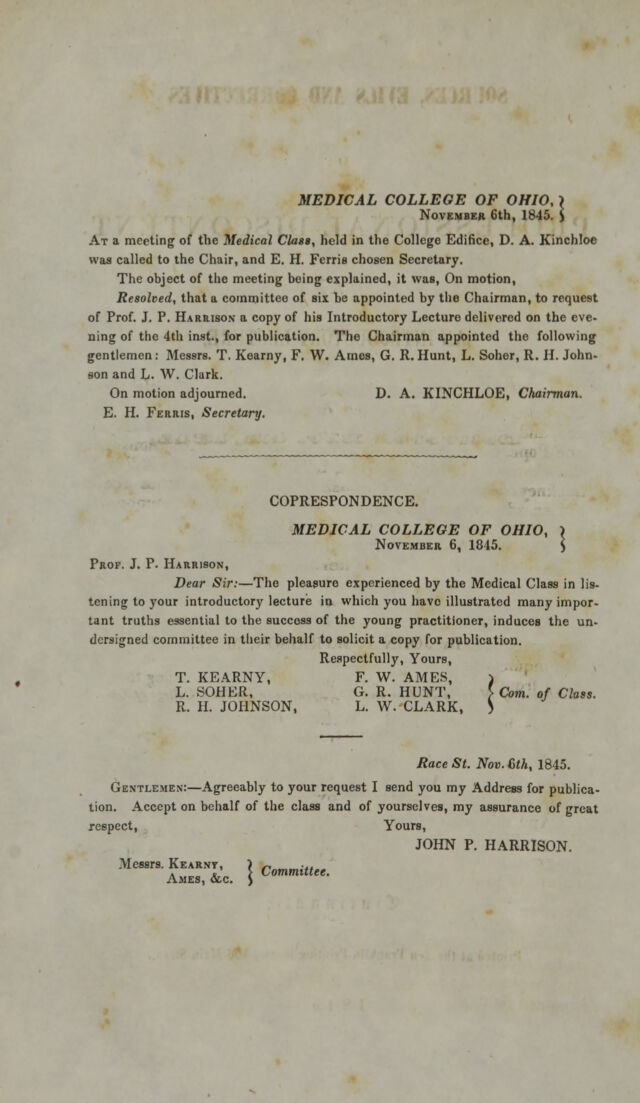 MEDICAL COLLEGE OF OHIO, }
November 6th, 1845. }
At a meeting of the Medical Class, held in the College Edifice, D. A. Kinchloe
was called to the Chair, and E. H. Ferris chosen Secretary.
The object of the meeting being explained, it was, On motion,
Resolved, that a committee of six be appointed by the Chairman, to request
of Prof. J. P. Harrison a copy of his Introductory Lecture delivered on the eve-
ning of the 4th inst., for publication. The Chairman appointed the following
gentlemen: Messrs. T. Kearny, F. W. Ames, G. R. Hunt, L. Soher, R. H. John-
son and L. W. Clark.
On motion adjourned. D. A. KINCHLOE, Chairman.
E. H. Ferris, Secretary.
COPRESPONDENCE.
MEDICAL COLLEGE OF OHIO, }
November 6, 1845. }
Prof. J. P. Harrison,
Dear Sir:—The pleasure experienced by the Medical Class in lis-
tening to your introductory lecture in which you have illustrated many impor-
tant truths essential to the success of the young practitioner, induces the un-
dersigned committee in their behalf to solicit a copy for publication.
Respectfully, Yours,
T. KEARNY, F. W. AMES, }
L. SOHER, G. R. HUNT, } Com. of Class.
R. H. JOHNSON, L. W. CLARK, }
Race St. Nov. 6th, 1845.
Gentlemen:—Agreeably to your request I send you my Address for publica-
tion. Accept on behalf of the class and of yourselves, my assurance of great
respect, Yours,
JOHN P. HARRISON.
Messrs. Kearny, }
Ames, &c. } Committee.